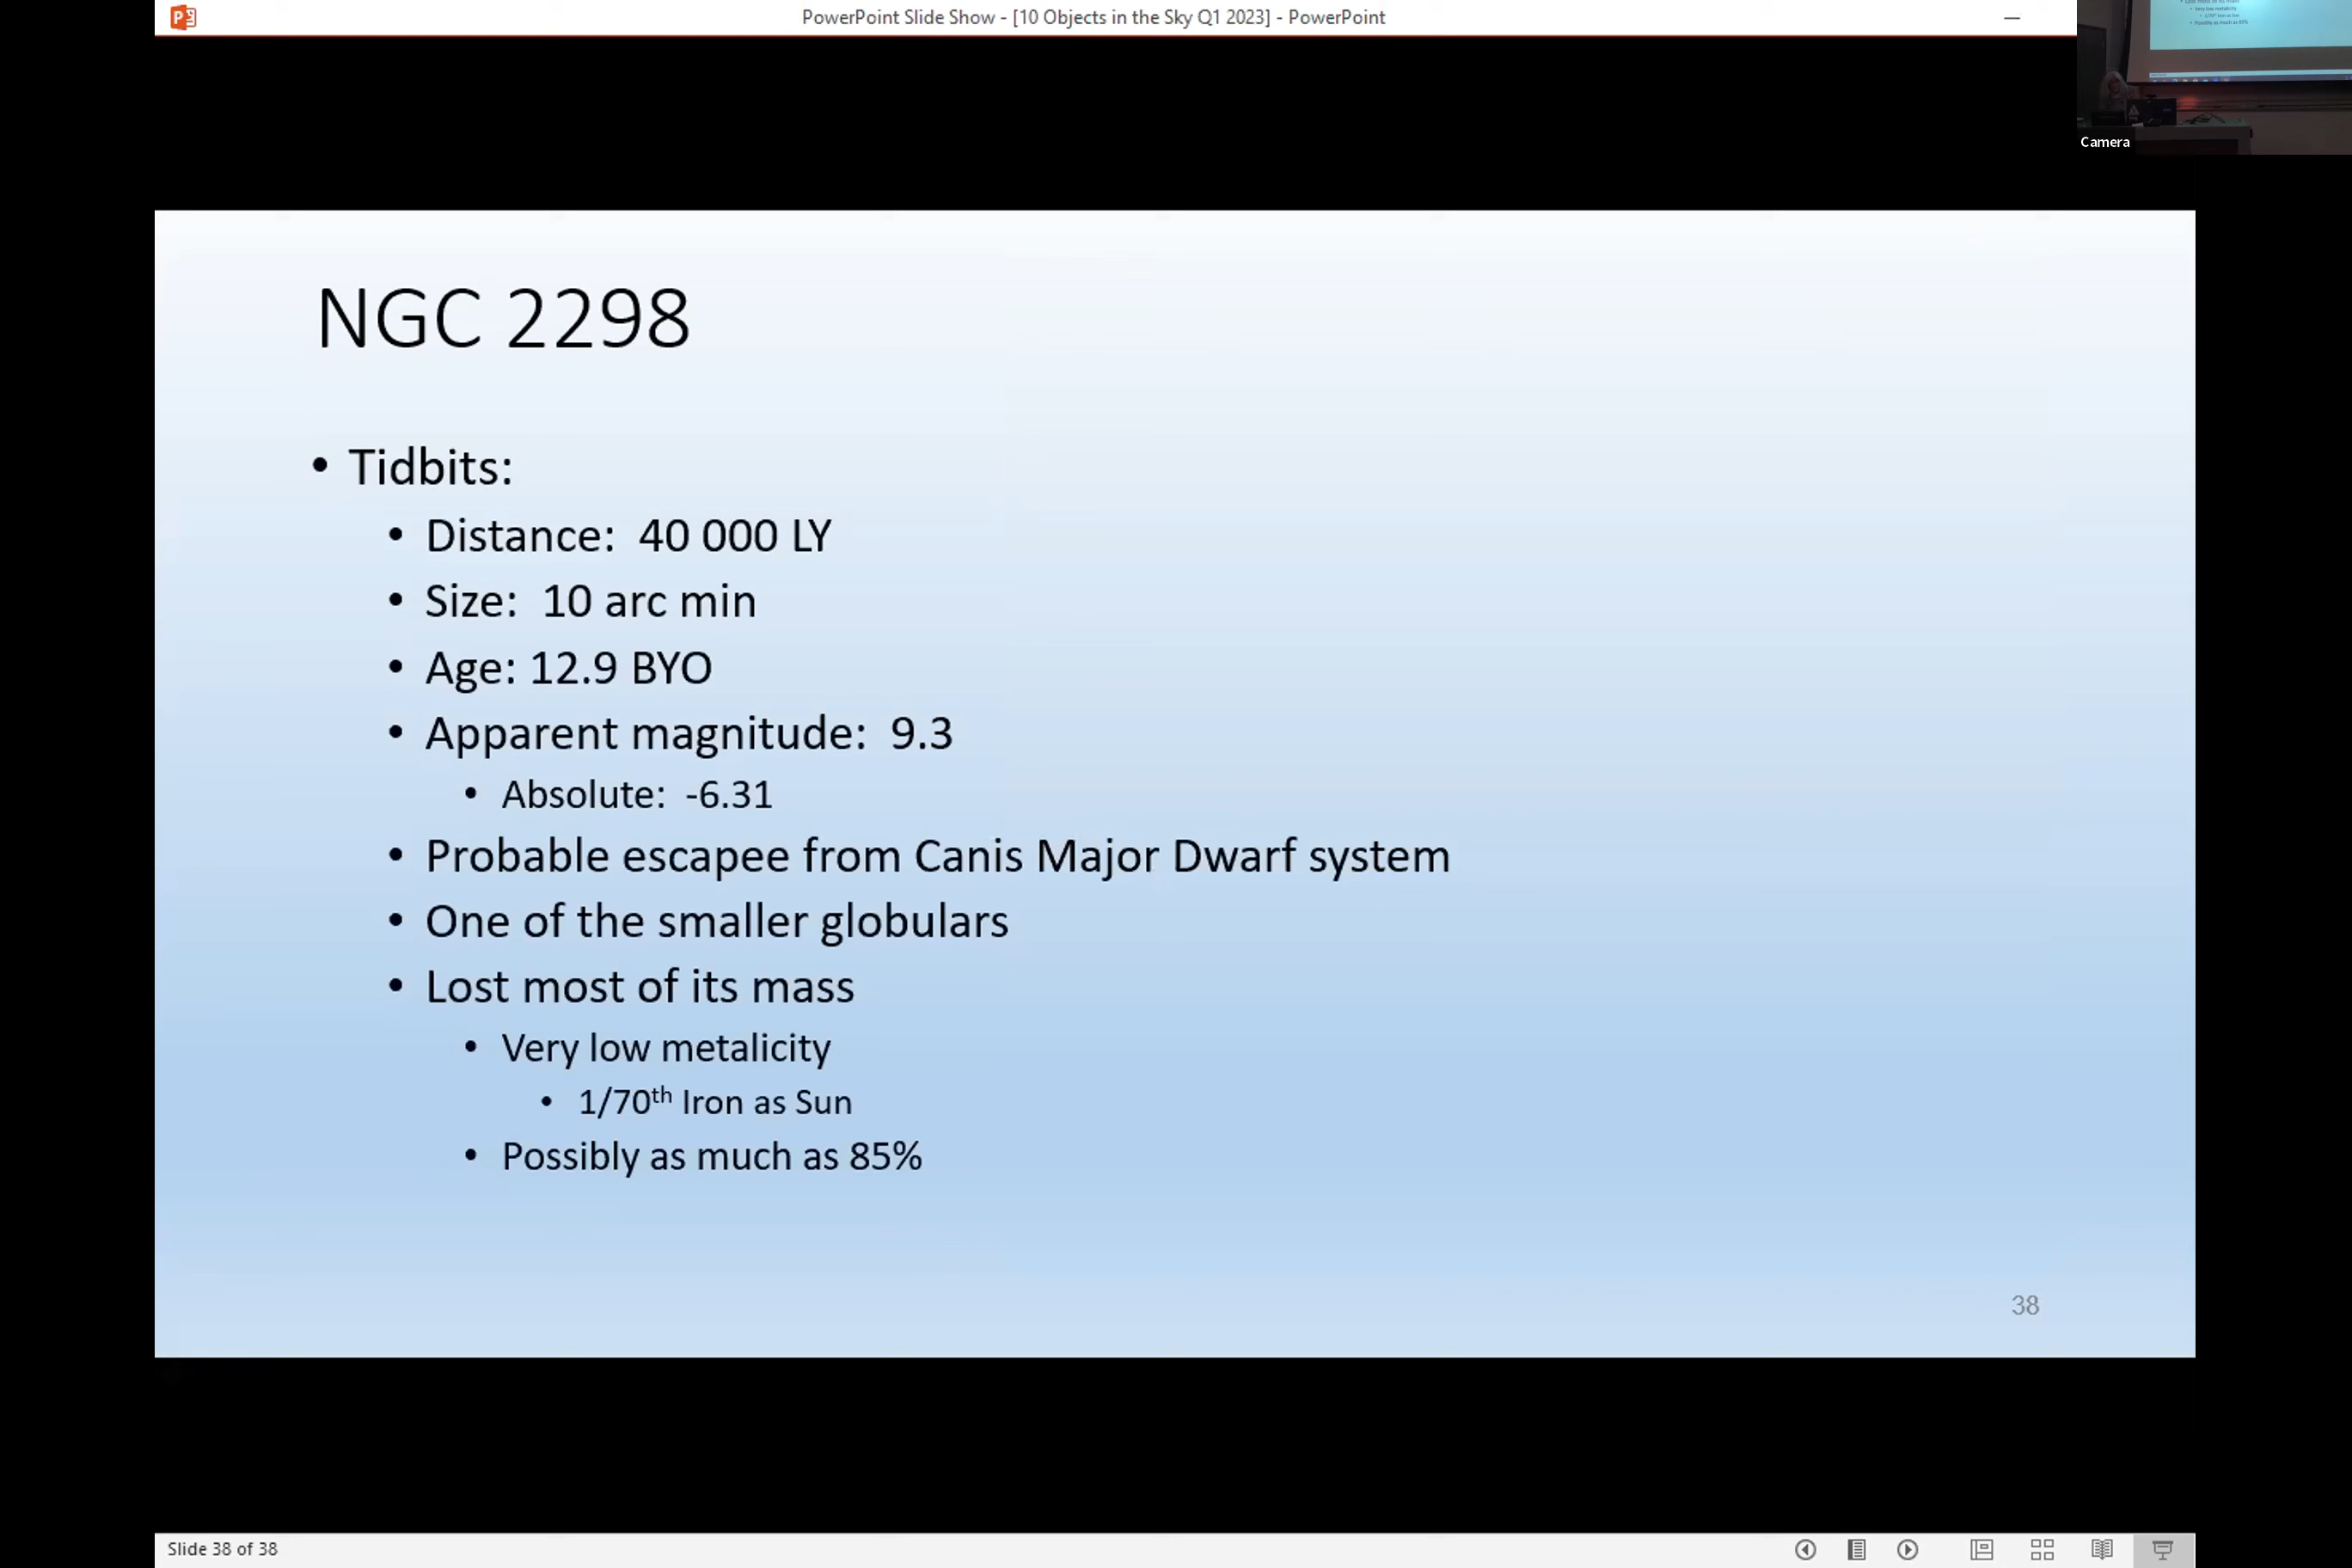 PowerPoint Slide Show - [10 Objects in the Sky Q1 2023] - PowerPoint
Camera
NGC 2298
• Tidbits:
• Distance: 40 000 LY
• Size: 10 arc min
• Age: 12.9 BYO
• Apparent magnitude: 9.3
• Absolute: -6.31
• Probable escapee from Canis Major Dwarf system
• One of the smaller globulars
• Lost most of its mass
• Very low metalicity
• 1/70th Iron as Sun
• Possibly as much as 85%
38
Slide 38 of 38